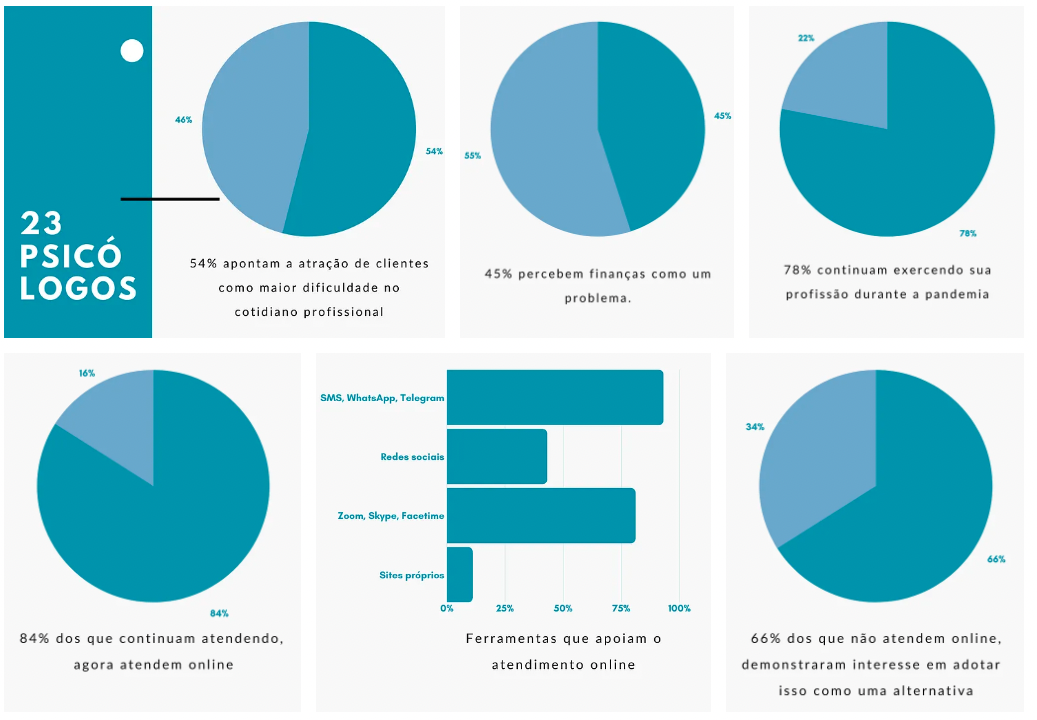 23
PSICÓ
LOGOS
46%
54%
54% apontam a atração de clientes
como maior dificuldade no
cotidiano profissional
55%
45%
45% percebem finanças como um
problema.
22%
78%
78% continuam exercendo sua
profissão durante a pandemia
16%
84%
84% dos que continuam atendendo,
agora atendem online
SMS, WhatsApp, Telegram
Redes sociais
Zoom, Skype, Facetime
Sites próprios
0% 25% 50% 75% 100%
Ferramentas que apoiam o
atendimento online
34%
66%
66% dos que não atendem online,
demonstraram interesse em adotar
isso como uma alternativa